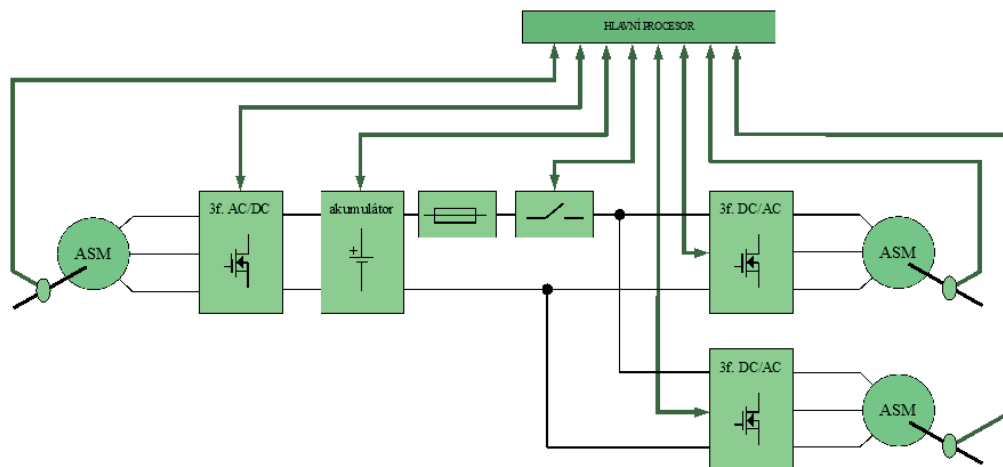 HLAVNÍ PROCESOR
3f. AC/DC
akumulátor
3f. DC/AC
ASM
ASM
+
3f. DC/AC
ASM